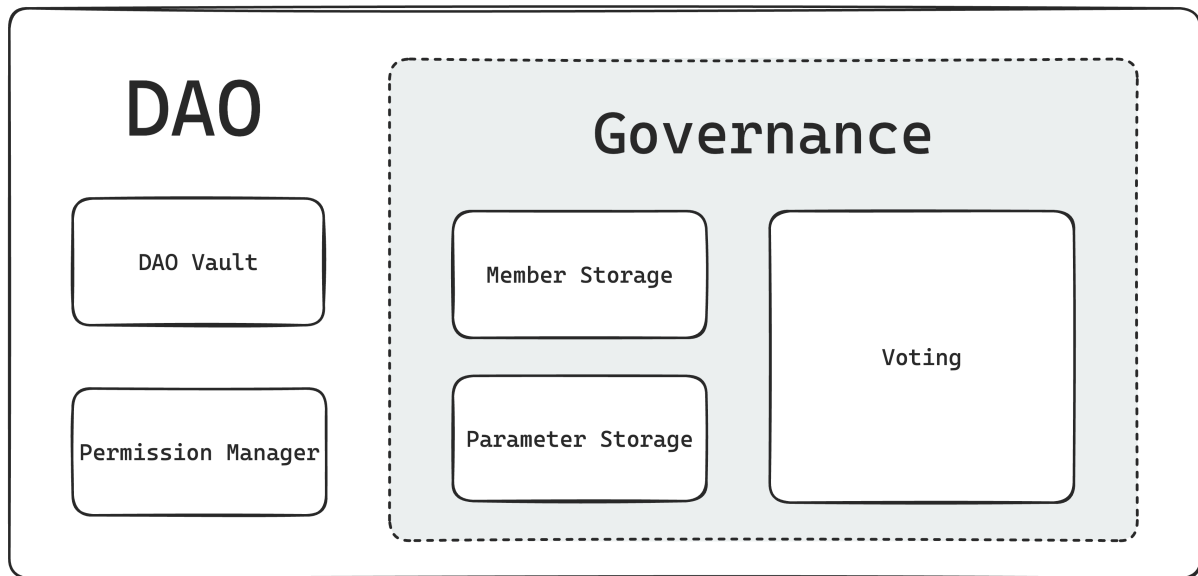 DAO
DAO Vault
Permission Manager
Governance
Member Storage
Parameter Storage
Voting